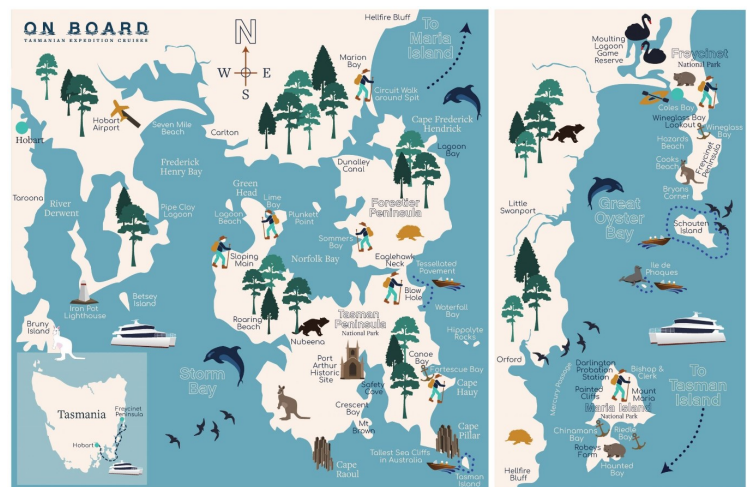 ON BOARD
TASMANIAN EXPEDITION CRUISES
N
W
E
S
Hellfire Bluff
To
Maria Island
Marion
Bay
Circuit Walk
around Spit
Cape Frederick
Hendrick
Lagoon
Bay
Hobart
Airport
Hobart
Seven Mile
Beach
Carlton
Frederick
Henry Bay
Dunalley
Canal
Taroona
River
Derwent
Pipe Clay
Lagoon
Green
Head
Lime
Bay
Lagoon
Beach
Plunkett
Point
Forestier
Peninsula
Sommers
Bay
Sloping
Main
Norfolk Bay
Eaglehawk
Neck
Tesselloted
Pavement
Blow
Hole
Waterfall
Bay
Iron Pot
Lighthouse
Betsey
Island
Bruny
Island
Roaring
Beach
Nubeena
Tasman
Peninsula
National Park
Hippolyte
Rocks
Port
Arthur
Historic
Site
Canoe
Bay
Fortescue Bay
Cape
Hauy
Safety
Cove
Storm
Bay
Crescent
Bay
Mt
Brown
Cape
Pillar
Cape
Raoul
Tallest Sea Cliffs
in Australia
Tasman
Island
Tasmania
Freycinet
Peninsula
Hobart
Moulting
Lagoon
Game
Reserve
Freycinet
National Park
Coles Bay
Wineglass Bay
Lookout
Wineglass
Bay
Hazards
Beach
Cooks
Beach
Freycinet
Peninsula
Bryans
Corner
Little
Swanport
Great
Oyster
Bay
Schouten
Island
Ile de
Phoques
Orford
Mercury Passage
Darlington
Probation
Station
Bishop &
Clerk
Painted
Cliffs
Mount
Maria
Maria Island
National Park
Chinamans
Bay
Riedle
Bay
Robeys
Farm
Haunted
Bay
Hellfire
Bluff
To
Tasman
Island